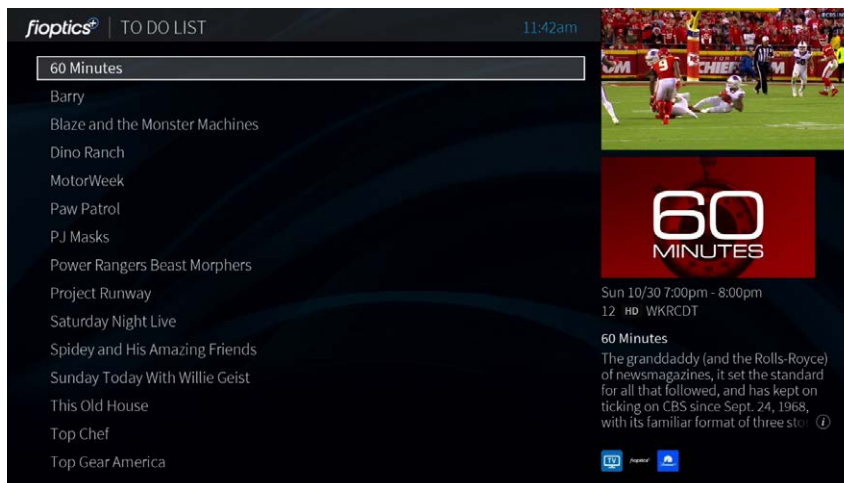 fioptics+ TO DO LIST 11:42am
60 Minutes
Barry
Blaze and the Monster Machines
Dino Ranch
MotorWeek
Paw Patrol
PJ Masks
Power Rangers Beast Morphers
Project Runway
Saturday Night Live
Spidey and His Amazing Friends
Sunday Today With Willie Geist
This Old House
Top Chef
Top Gear America
CHIEF
9
60
MINUTES
Sun 10/30 7:00pm - 8:00pm
12 HD WKRCDT
60 Minutes
The granddaddy (and the Rolls-Royce)
of newsmagazines, it set the standard
for all that followed, and has kept on
ticking on CBS since Sept. 24, 1968,
with its familiar format of three sto
TV fioptics+